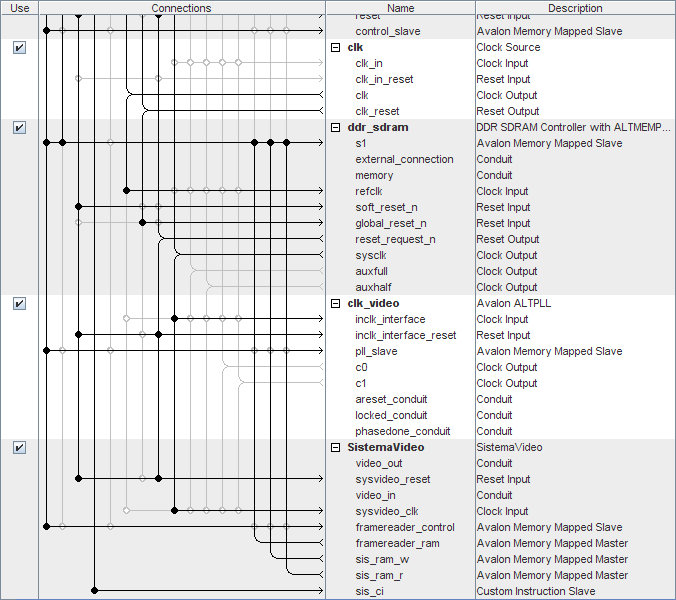 Use Connections Name Description
reset Reset Input
control_slave Avalon Memory Mapped Slave
clk Clock Source
clk_in Clock Input
clk_in_reset Reset Input
clk Clock Output
clk_reset Reset Output
ddr_sdram DDR SDRAM Controller with ALTMEMP...
s1 Avalon Memory Mapped Slave
external_connection Conduit
memory Conduit
refclk Clock Input
soft_reset_n Reset Input
global_reset_n Reset Input
reset_request_n Reset Output
sysclk Clock Output
auxfull Clock Output
auxhalf Clock Output
clk_video Avalon ALTPLL
inclk_interface Clock Input
inclk_interface_reset Reset Input
pll_slave Avalon Memory Mapped Slave
c0 Clock Output
c1 Clock Output
areset_conduit Conduit
locked_conduit Conduit
phasedone_conduit Conduit
SistemaVideo SistemaVideo
video_out Conduit
sysvideo_reset Reset Input
video_in Conduit
sysvideo_clk Clock Input
framereader_control Avalon Memory Mapped Slave
framereader_ram Avalon Memory Mapped Master
sis_ram_w Avalon Memory Mapped Master
sis_ram_r Avalon Memory Mapped Master
sis_ci Custom Instruction Slave